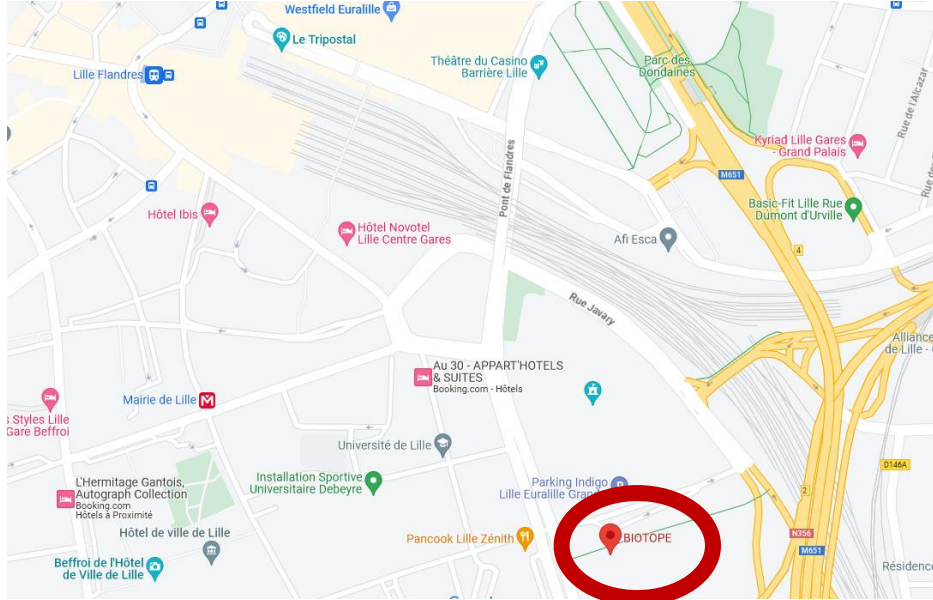 Westfield Euralille
Le Tripostal
Théâtre du Casino
Barrière Lille
Parc des
Dondaines
Lille Flandres
Rue de l'Alcazar
Kyriad Lille Gares
- Grand Palais
Pont de Flandres
M651
Rue des
Basic-Fit Lille Rue
Dumont d'Urville
Hôtel Ibis
Hôtel Novotel
Lille Centre Gares
Afi Esca
4
Rue Javary
Alliance
de Lille -
Au 30 - APPART'HOTELS
& SUITES
Booking.com - Hôtels
Mairie de Lille
M
s Styles Lille
Gare Beffroi
Université de Lille
D146A
L'Hermitage Gantois,
Autograph Collection
Booking.com
Hôtels à Proximité
Installation Sportive
Universitaire Debeyre
Parking Indigo
Lille Euralille Gran
P
2
Hôtel de ville de Lille
Pancook Lille Zénith
BIOTOPE
N356
M651
Beffroi de l'Hôtel
de Ville de Lille
Résidence